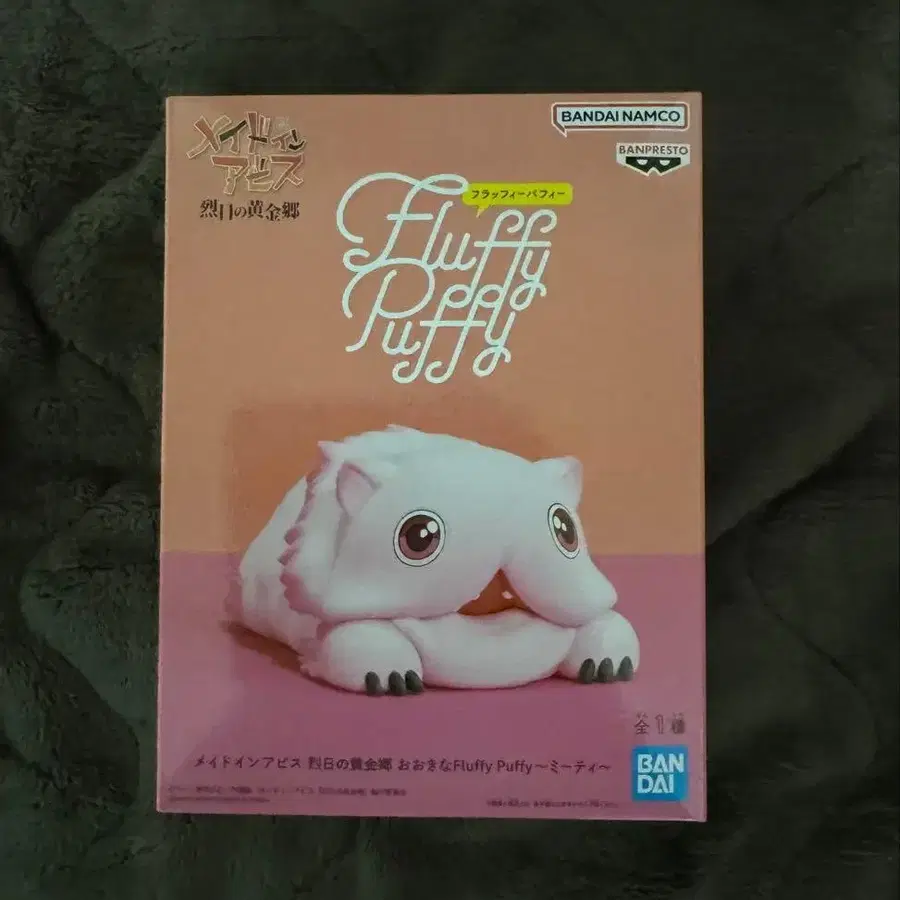 メイドイン
アビス
烈日の黄金郷
BANDAI NAMCO
BANPRESTO
フラッフィーパフィー
Fluffy
Puffy
全1種
メイドインアビス 烈日の黄金郷 おおきなFluffy Puffy～ミーティ～
BAN
DAI